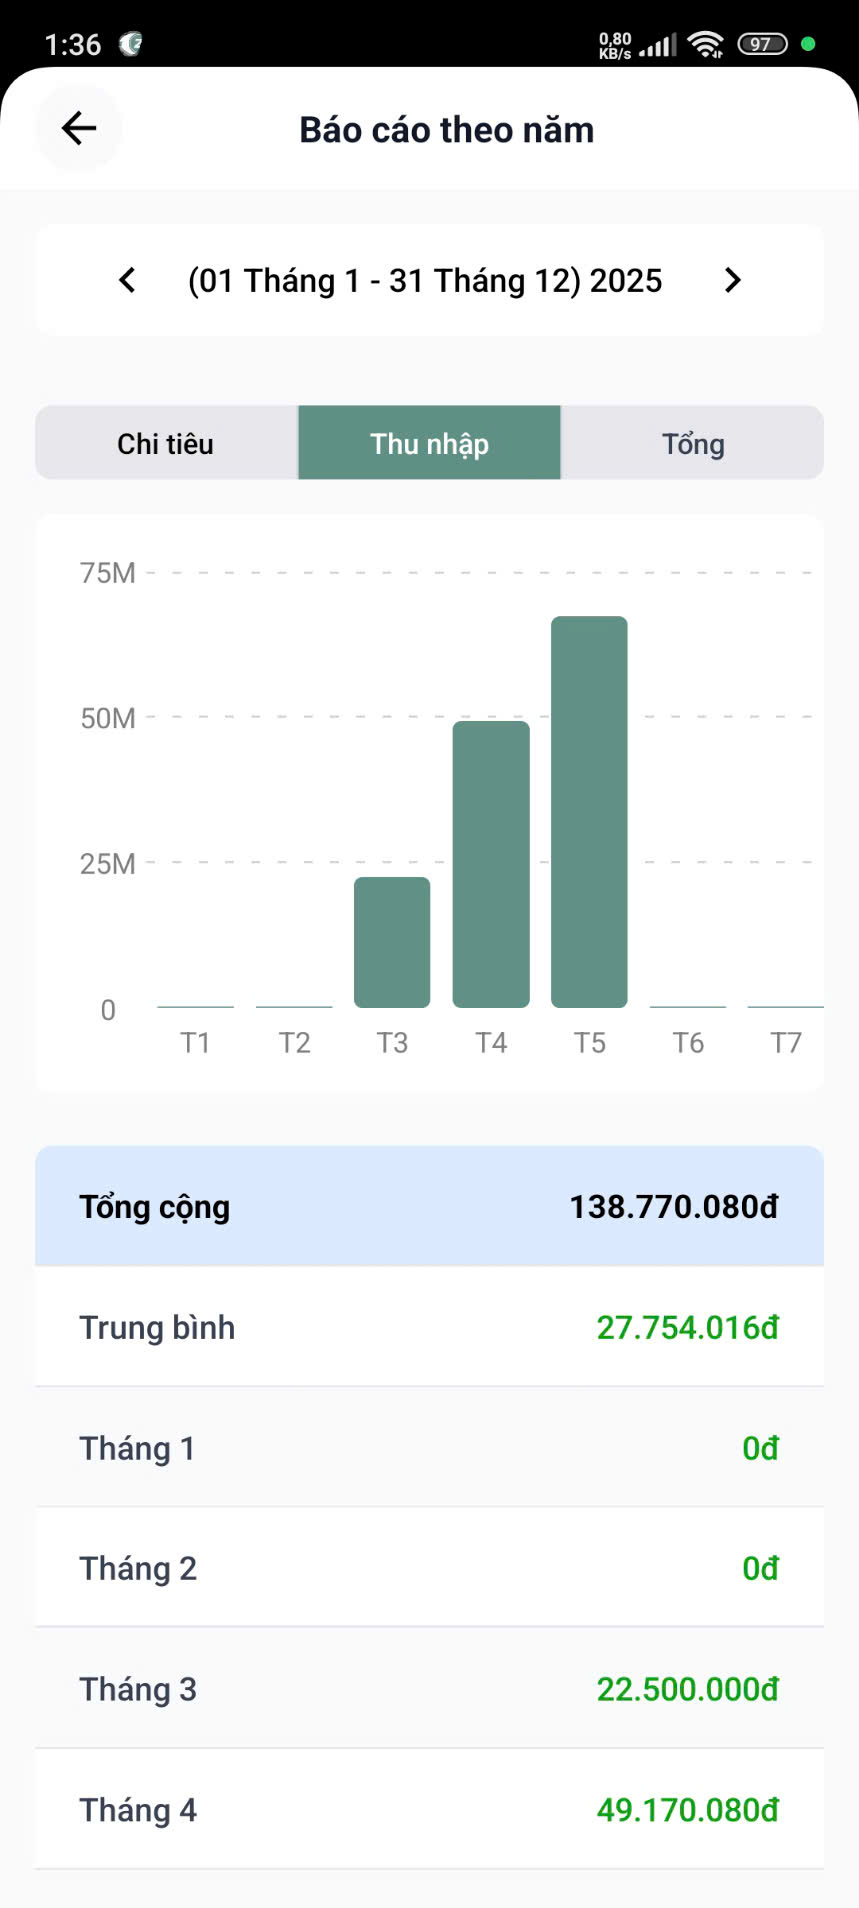 1:36
0,80
KB/s
97
Báo cáo theo năm
(01 Tháng 1 - 31 Tháng 12) 2025
Chi tiêu
Thu nhập
Tổng
75M
50M
25M
0
T1 T2 T3 T4 T5 T6 T7
Tổng cộng 138.770.080đ
Trung bình 27.754.016đ
Tháng 1 0đ
Tháng 2 0đ
Tháng 3 22.500.000đ
Tháng 4 49.170.080đ